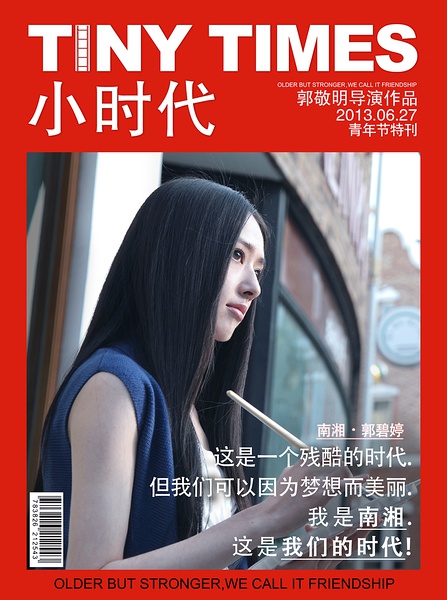 TINY TIMES
OLDER BUT STRONGER,WE CALL IT FRIENDSHIP
小时代
郭敬明导演作品
2013.06.27
青年节特刊
南湘·郭碧婷
这是一个残酷的时代.
但我们可以因为梦想而美丽.
我是南湘.
这是我们的时代!
783826 212543
OLDER BUT STRONGER,WE CALL IT FRIENDSHIP